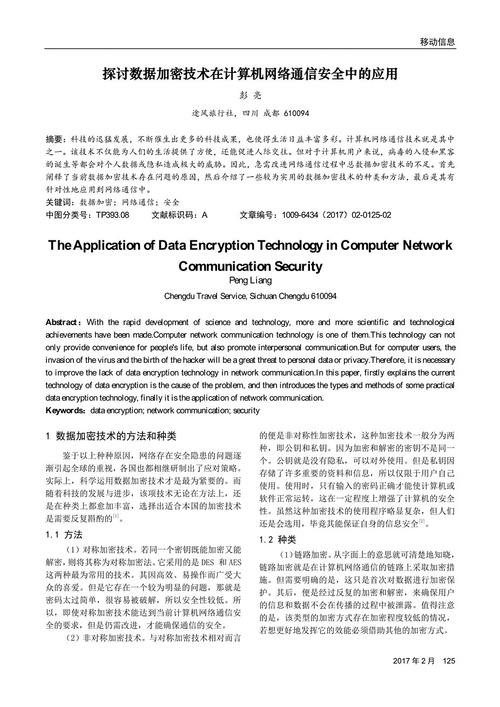 移动信息
探讨数据加密技术在计算机网络通信安全中的应用
彭 亮
途风旅行社，四川 成都 610094
摘要：科技的迅猛发展，不断催生出更多的科技成果，也使得生活日益丰富多彩。计算机网络通信技术就是其中
之一。该技术不仅能为人们的生活提供了方便，还能促进人际交往。但对于计算机用户来说，病毒的入侵和黑客
的诞生等都会对个人数据或隐私造成极大的威胁。因此，急需改进网络通信过程中总数据加密技术的不足。首先
阐释了当前数据加密技术存在问题的原因，然后介绍了一些较为实用的数据加密技术的种类和方法，最后是其有
针对性地应用到网络通信中。
关键词：数据加密；网络通信；安全
中图分类号：TP393.08 文献标识码：A 文章编号：1009-6434（2017）02-0125-02
The Application of Data Encryption Technology in Computer Network
Communication Security
Peng Liang
Chengdu Travel Service, Sichuan Chengdu 610094
Abstract：With the rapid development of science and technology, more and more scientific and technological
achievements have been made.Computer network communication technology is one of them.This technology can not
only provide convenience for people's life, but also promote interpersonal communication.But for computer users, the
invasion of the virus and the birth of the hacker will be a great threat to personal data or privacy.Therefore, it is necessary
to improve the lack of data encryption technology in network communication.In this paper, firstly explains the current
technology of data encryption is the cause of the problem, and then introduces the types and methods of some practical
data encryption technology, finally it is the application of network communication.
Keywords：data encryption; network communication; security
1 数据加密技术的方法和种类
鉴于以上种种原因，网络存在安全隐患的问题逐
渐引起全球的重视，各国也都相继研制出了应对策略。
实际上，科学运用数据加密技术才是最为紧要的。而
随着科技的发展与进步，该项技术无论在方法上，还
是在种类上都愈加丰富，选择出适合本国的加密技术
是需要反复斟酌的[1]。
1.1 方法
（1）对称加密技术。若同一个密钥既能加密又能
解密，则将其称为对称加密法。它采用的是 DES 和 AES
这两种最为常用的技术。其因高效、易操作而广受大
众的喜爱。但是它存在一个较为明显的问题，那就是
密码太过简单，很容易被破解，所以安全性较低。所
以，即使对称加密技术能达到当前计算机网络通信安
全的要求，但是仍需改进，才能确保通信的安全。
（2）非对称加密技术。与对称加密技术相对而言
的便是非对称性加密技术，这种加密技术一般分为两
种，即公钥和私钥。因为加密和解密的密钥不是同一
个。公钥就是没有隐私，可以对外使用。但是私钥因
存储了许多重要的资料和信息，所以仅限于用户自己
使用。使用时，只有输入的密码正确才能使计算机或
软件正常运转，这在一定程度上增强了计算机的安全
性。虽然这种加密技术的使用程序略显复杂，但人们
还是会选用，毕竟其能保证自身的信息安全[2]。
1.2 种类
（1）链路加密。从字面上的意思就可清楚地知晓，
链路加密就是在计算机网络通信的链路上采取加密措
施。但需要明确的是，这只是首次对数据进行加密保
护。其后，便是经过反复的加密和解密，来确保用户
的信息和数据不会在传播的过程中被泄露。值得注意
的是，该类型的加密方式存在加密程度较低的情况，
若想更好地发挥它的效能必须借助其他的加密方式。
2017 年 2 月 125